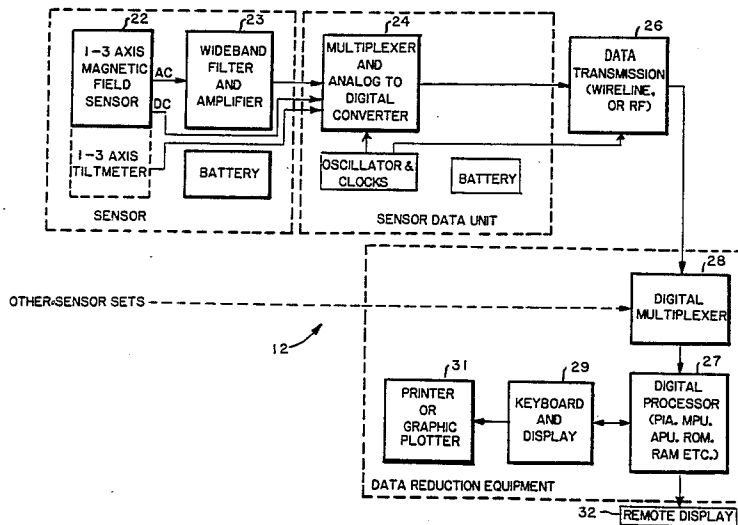 22
1-3 AXIS
MAGNETIC
FIELD
SENSOR
AC
DC
1-3 AXIS
TILTMETER
23
WIDEBAND
FILTER
AND
AMPLIFIER
BATTERY
SENSOR
24
MULTIPLEXER
AND
ANALOG TO
DIGITAL
CONVERTER
OSCILLATOR &
CLOCKS
BATTERY
SENSOR DATA UNIT
26
DATA
TRANSMISSION
(WIRELINE,
OR RF)
OTHER SENSOR SETS
12
28
DIGITAL
MULTIPLEXER
31
PRINTER
OR
GRAPHIC
PLOTTER
29
KEYBOARD
AND
DISPLAY
27
DIGITAL
PROCESSOR
(PIA. MPU.
APU. ROM.
RAM ETC.)
DATA REDUCTION EQUIPMENT
32
REMOTE DISPLAY